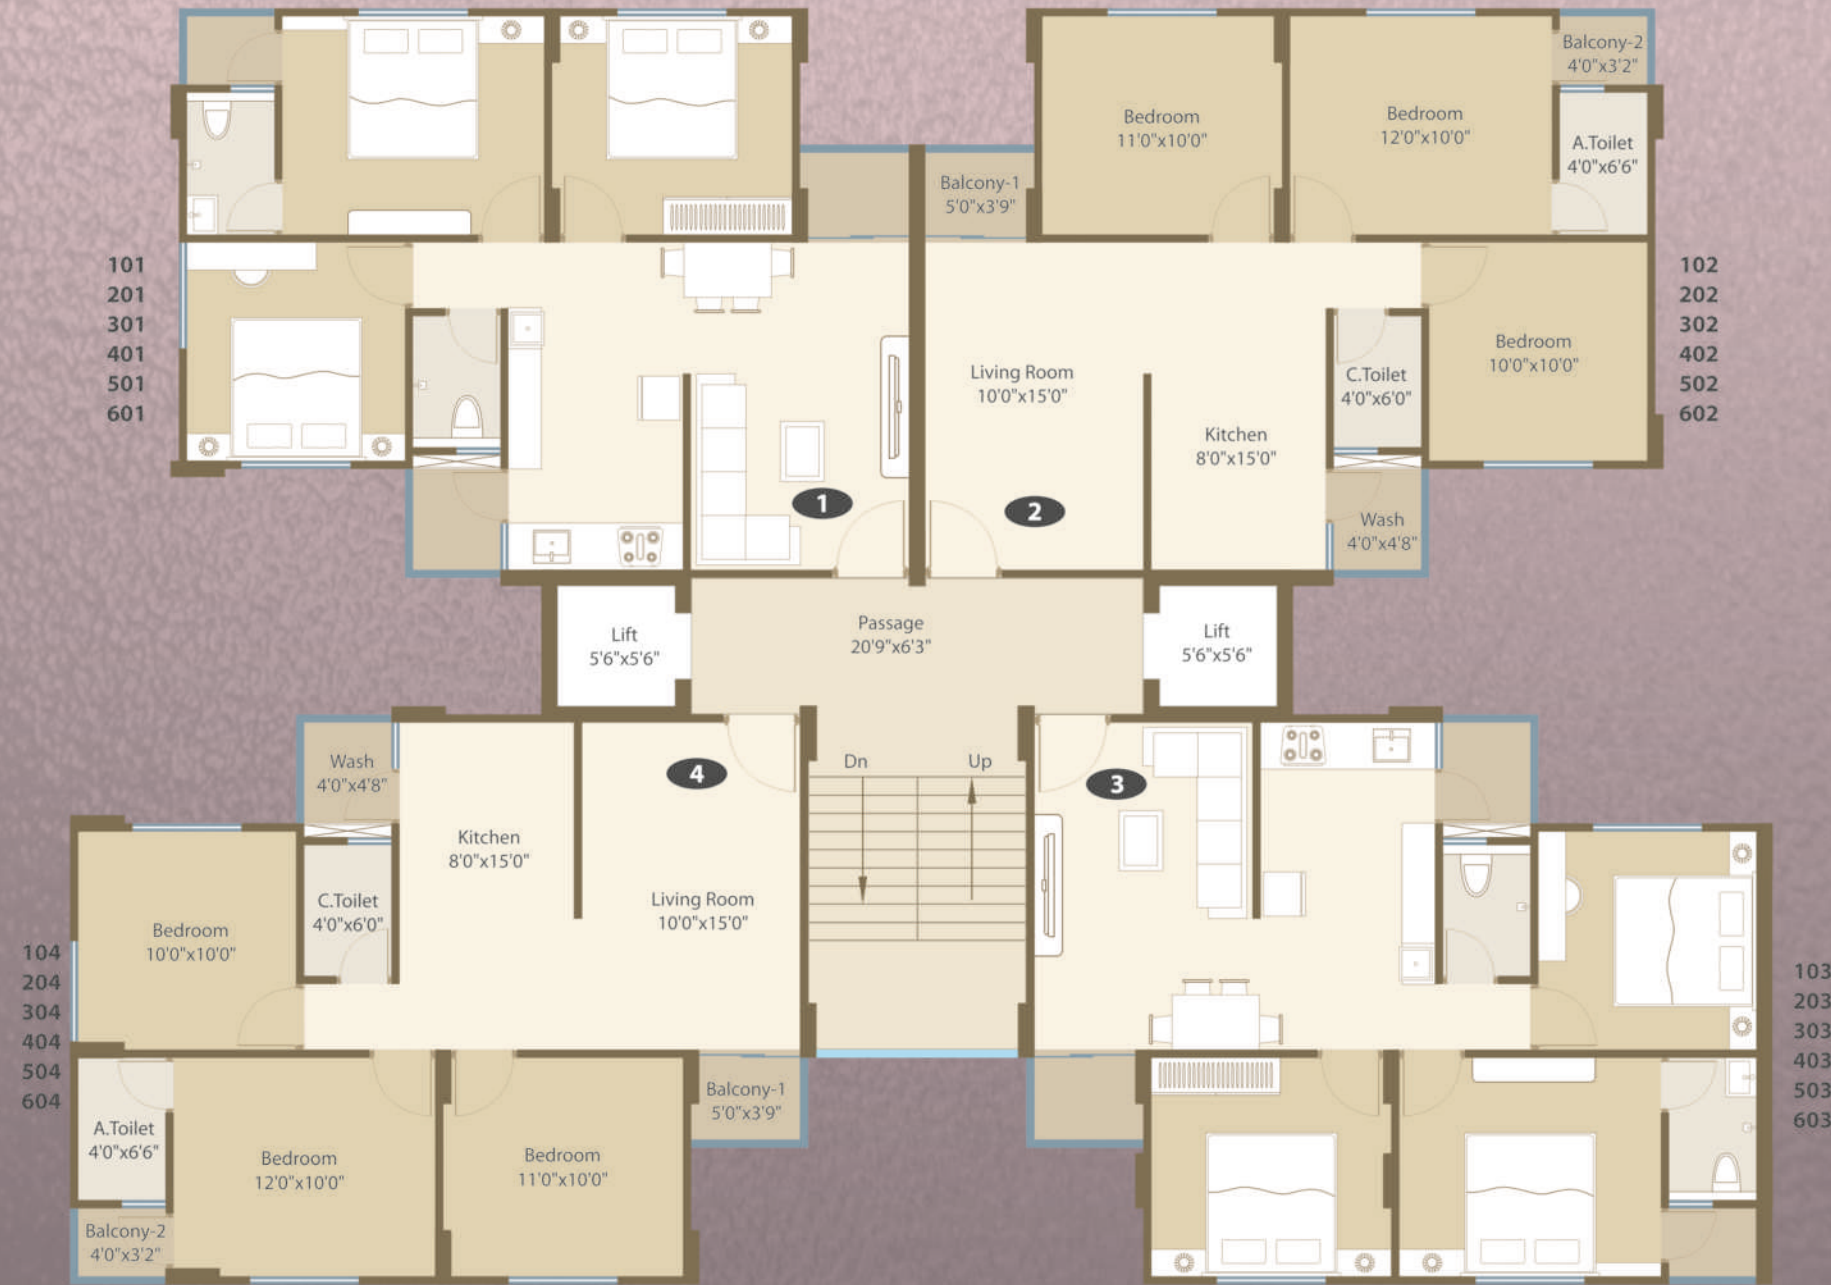 Balcony-2
4'0"x3'2"
Bedroom
11'0"x10'0"
Bedroom
12'0"x10'0"
A.Toilet
4'0"x6'6"
Balcony-1
5'0"x3'9"
101
201
301
401
501
601
102
202
302
402
502
602
Living Room
10'0"x15'0"
C.Toilet
4'0"x6'0"
Bedroom
10'0"x10'0"
Kitchen
8'0"x15'0"
1
2
Wash
4'0"x4'8"
Lift
5'6"x5'6"
Passage
20'9"x6'3"
Lift
5'6"x5'6"
Wash
4'0"x4'8"
4
Dn
Up
3
Kitchen
8'0"x15'0"
C.Toilet
4'0"x6'0"
Living Room
10'0"x15'0"
Bedroom
10'0"x10'0"
104
204
304
404
504
604
103
203
303
403
503
603
Balcony-1
5'0"x3'9"
A.Toilet
4'0"x6'6"
Bedroom
12'0"x10'0"
Bedroom
11'0"x10'0"
Balcony-2
4'0"x3'2"